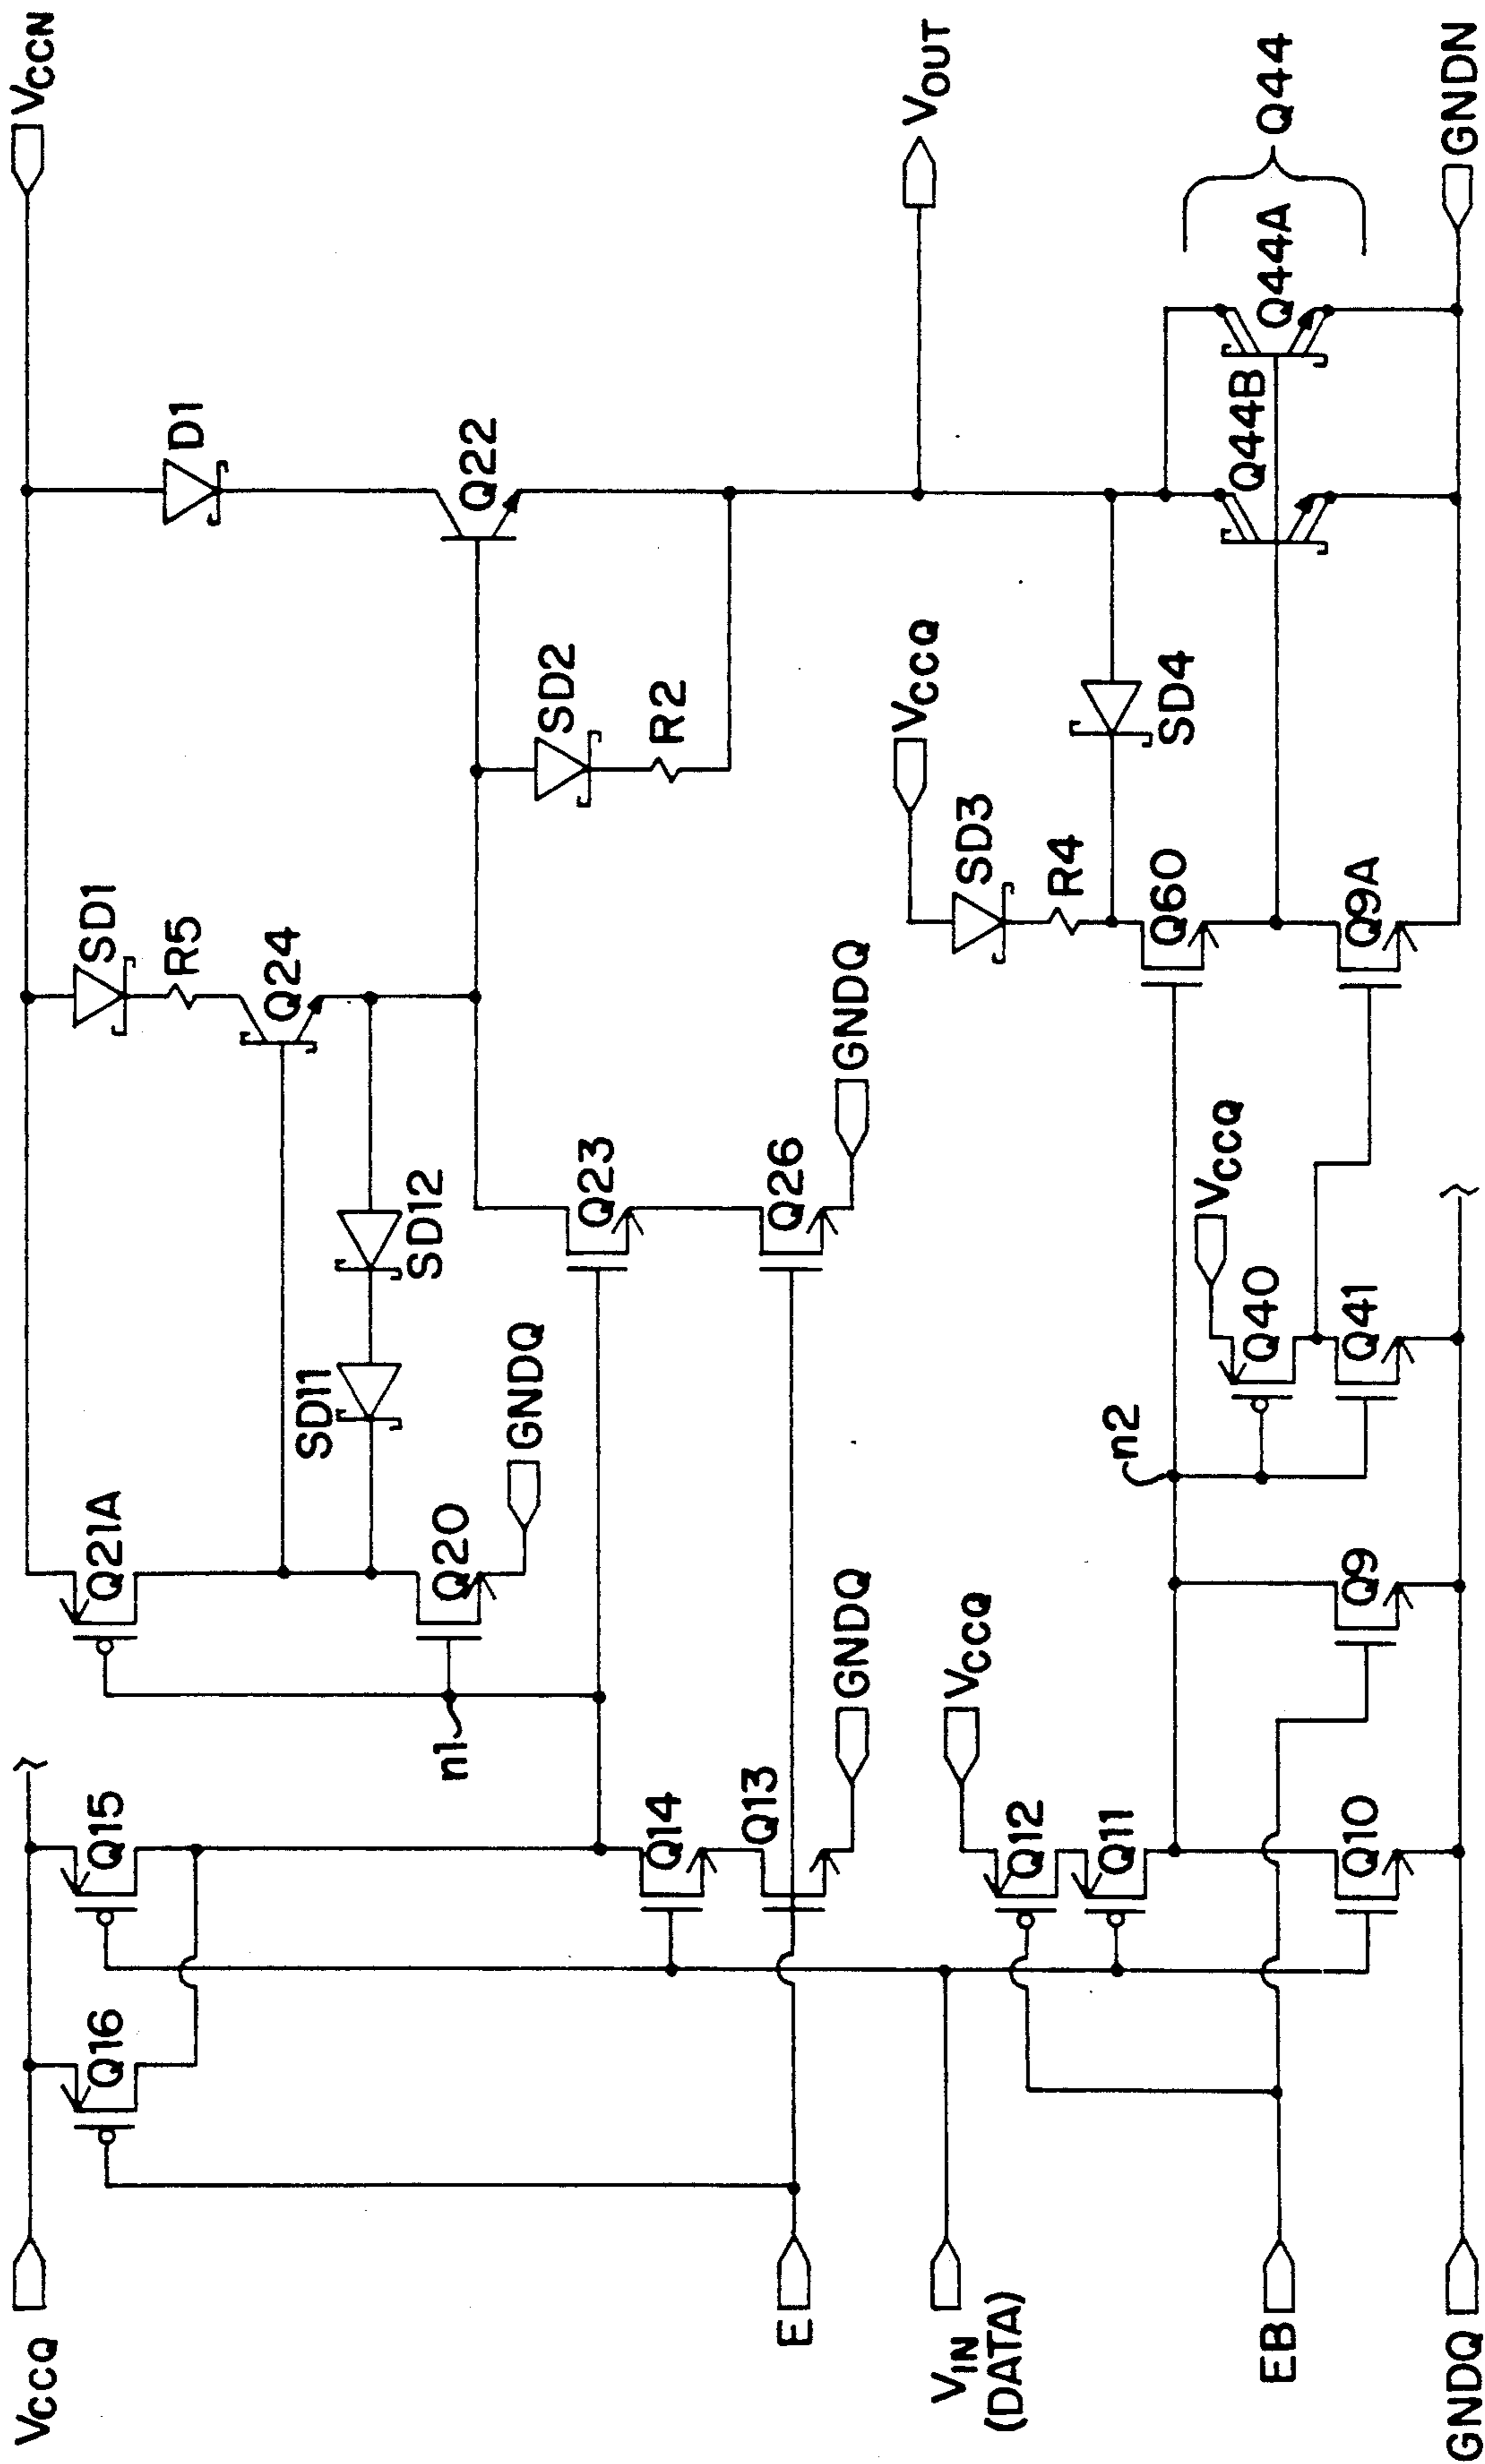 VCCN
D1
Q22
SD2
R2
VOUT
Q44
Q44A
Q44B
GNDN
SD1
R5
Q24
SD12
SD11
GNDQ
Q21A
Q20
n1
Q23
Q26
GNDQ
VCCQ
SD3
R4
SD4
Q60
Q9A
VCCQ
Q40
Q41
n2
Q9
Q15
Q16
Q14
Q13
GNDQ
VCCQ
Q12
Q11
Q10
VCCQ
E
VIN
(DATA)
EB
GNDQ